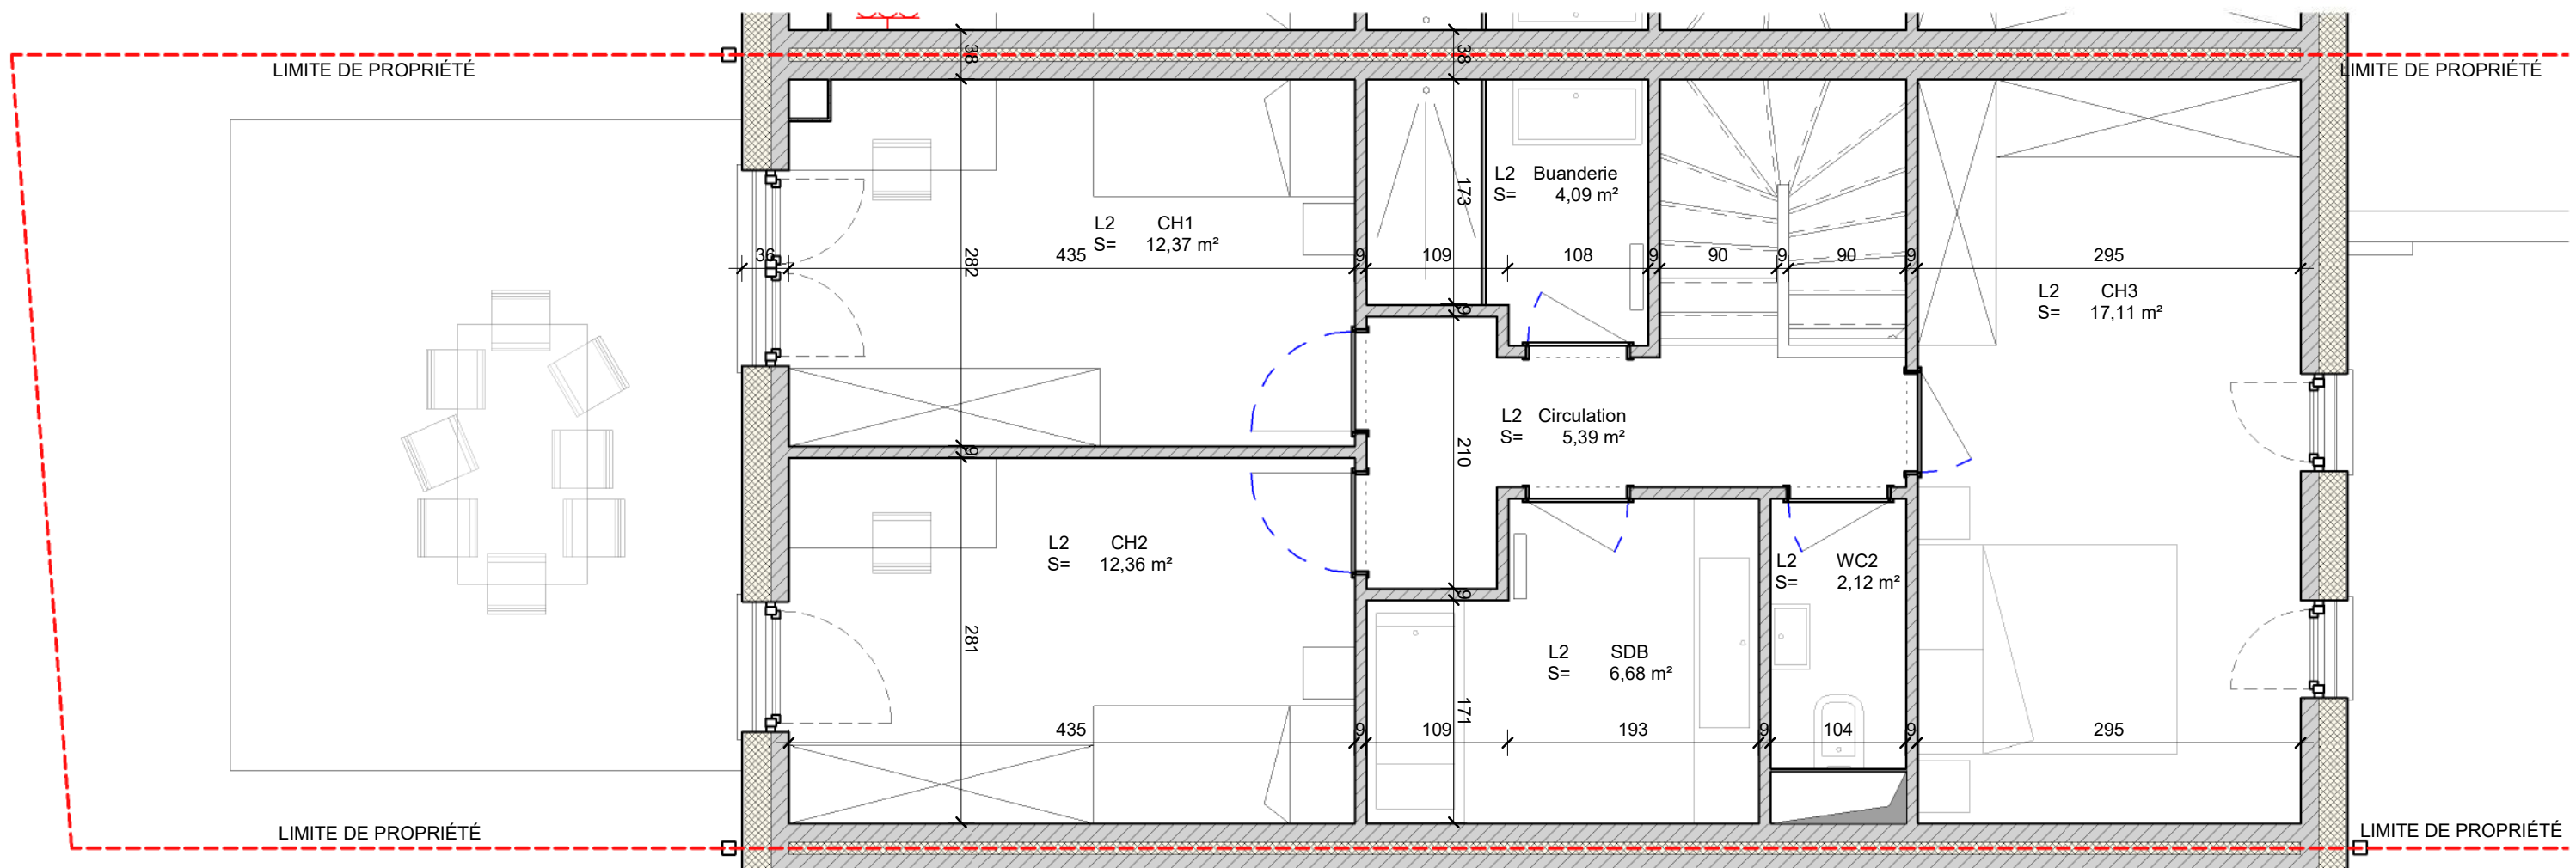 LIMITE DE PROPRIÉTÉ
LIMITE DE PROPRIÉTÉ
38
38
L2 Buanderie
S= 4,09 m²
173
L2 CH1
S= 12,37 m²
36
282
435
9
109
108
9
90
9
90
9
295
L2 CH3
S= 17,11 m²
9
L2 Circulation
S= 5,39 m²
210
9
L2 CH2
S= 12,36 m²
L2 WC2
S= 2,12 m²
9
281
L2 SDB
S= 6,68 m²
171
435
9
109
193
9
104
9
295
LIMITE DE PROPRIÉTÉ
LIMITE DE PROPRIÉTÉ